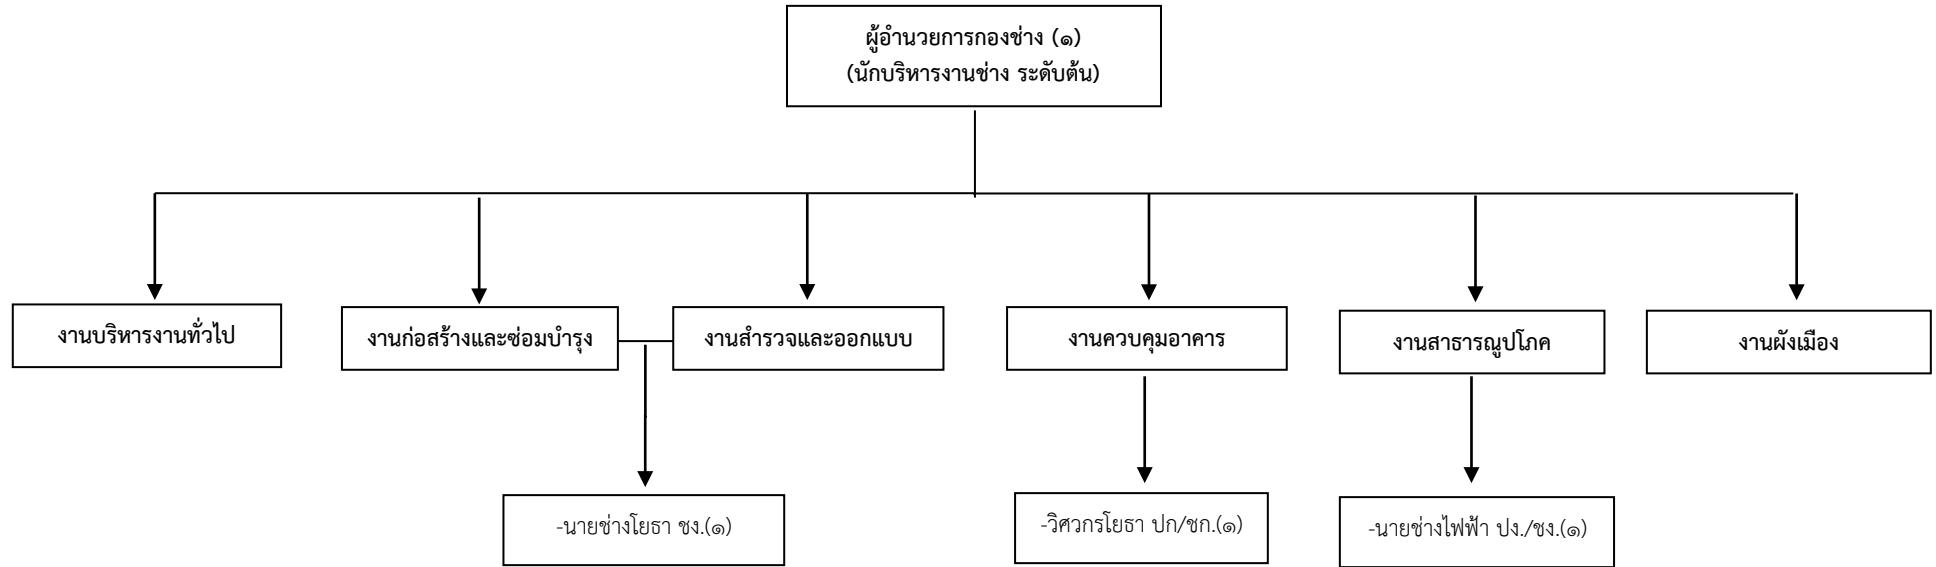 ผู้อำนวยการกองช่าง (๑)
(นักบริหารงานช่าง ระดับต้น)
งานบริหารงานทั่วไป
งานก่อสร้างและซ่อมบำรุง
งานสำรวจและออกแบบ
งานควบคุมอาคาร
งานสาธารณูปโภค
งานผังเมือง
-นายช่างโยธา ชง.(๑)
-วิศวกรโยธา ปก/ชก.(๑)
-นายช่างไฟฟ้า ปง./ชง.(๑)